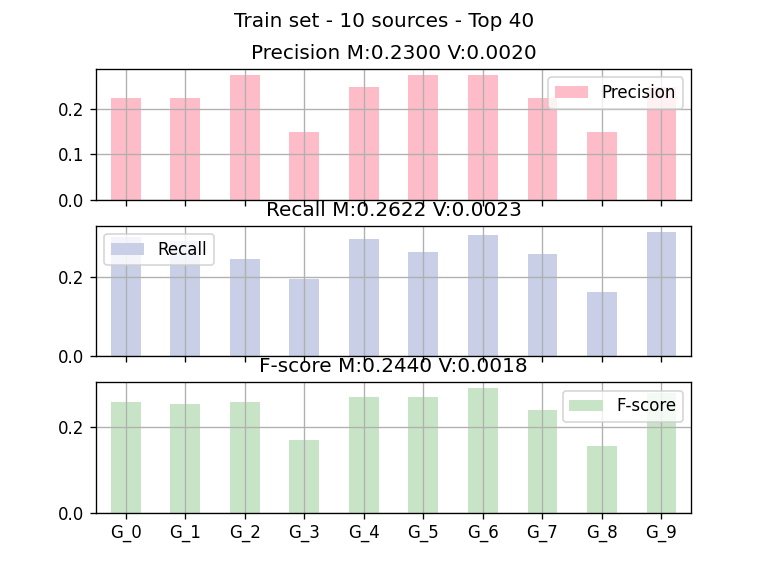 Train set - 10 sources - Top 40
Precision M:0.2300 V:0.0020
0.2
0.1
0.0
Precision
Recall M:0.2622 V:0.0023
0.2
0.0
Recall
F-score M:0.2440 V:0.0018
0.2
0.0
F-score
G_0 G_1 G_2 G_3 G_4 G_5 G_6 G_7 G_8 G_9